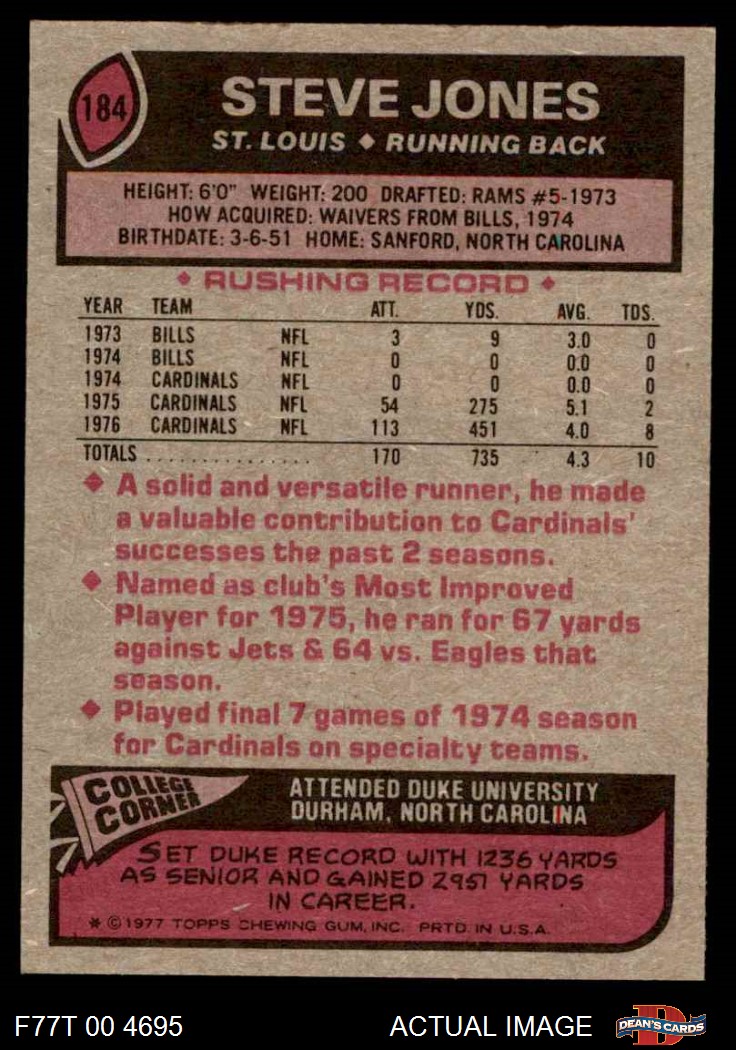 184
STEVE JONES
ST. LOUIS ◆ RUNNING BACK
HEIGHT: 6'0" WEIGHT: 200 DRAFTED: RAMS #5-1973
HOW ACQUIRED: WAIVERS FROM BILLS, 1974
BIRTHDATE: 3-6-51 HOME: SANFORD, NORTH CAROLINA
◆ RUSHING RECORD ◆
YEAR TEAM ATT. YDS. AVG. TDS.
1973 BILLS NFL 3 9 3.0 0
1974 BILLS NFL 0 0 0.0 0
1974 CARDINALS NFL 0 0 0.0 0
1975 CARDINALS NFL 54 275 5.1 2
1976 CARDINALS NFL 113 451 4.0 8
TOTALS ................ 170 735 4.3 10
◆ A solid and versatile runner, he made
a valuable contribution to Cardinals'
successes the past 2 seasons.
◆ Named as club's Most Improved
Player for 1975, he ran for 67 yards
against Jets & 64 vs. Eagles that
season.
◆ Played final 7 games of 1974 season
for Cardinals on specialty teams.
COLLEGE
CORNER
ATTENDED DUKE UNIVERSITY
DURHAM, NORTH CAROLINA
SET DUKE RECORD WITH 1236 YARDS
AS SENIOR AND GAINED 2951 YARDS
IN CAREER.
* © 1977 TOPPS CHEWING GUM, INC. PRTD. IN U.S.A.
F77T 00 4695
ACTUAL IMAGE
D
DEAN'S CARDS